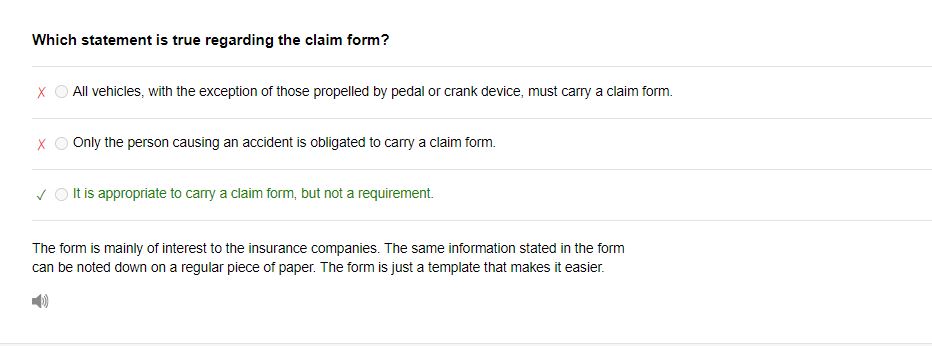 Which statement is true regarding the claim form?
X All vehicles, with the exception of those propelled by pedal or crank device, must carry a claim form.
X Only the person causing an accident is obligated to carry a claim form.
✓ It is appropriate to carry a claim form, but not a requirement.
The form is mainly of interest to the insurance companies. The same information stated in the form
can be noted down on a regular piece of paper. The form is just a template that makes it easier.